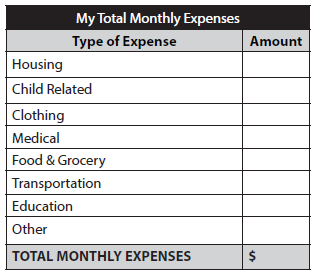 My Total Monthly Expenses
Type of Expense Amount
Housing
Child Related
Clothing
Medical
Food & Grocery
Transportation
Education
Other
TOTAL MONTHLY EXPENSES $